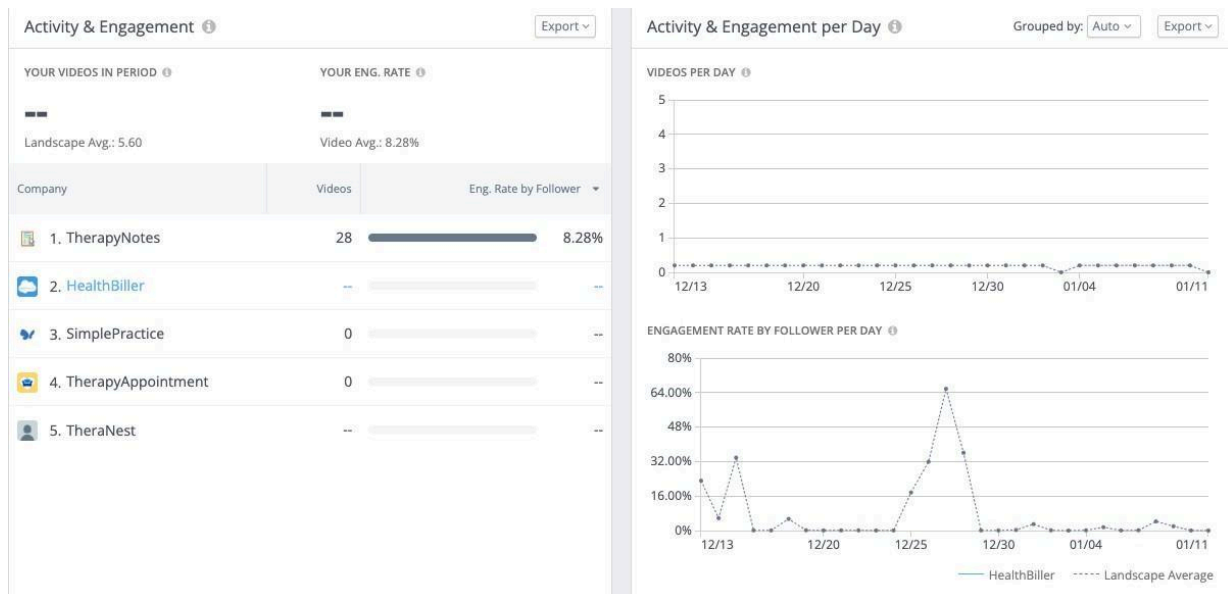 Activity & Engagement
Export
YOUR VIDEOS IN PERIOD
YOUR ENG. RATE
--
--
Landscape Avg.: 5.60
Video Avg.: 8.28%
Company Videos Eng. Rate by Follower
1. TherapyNotes 28 8.28%
2. HealthBiller -- --
3. SimplePractice 0 --
4. TherapyAppointment 0 --
5. TheraNest -- --
Activity & Engagement per Day
Grouped by: Auto
Export
VIDEOS PER DAY
5
4
3
2
1
0
12/13 12/20 12/25 12/30 01/04 01/11
ENGAGEMENT RATE BY FOLLOWER PER DAY
80%
64.00%
48%
32.00%
16.00%
0%
12/13 12/20 12/25 12/30 01/04 01/11
HealthBiller Landscape Average